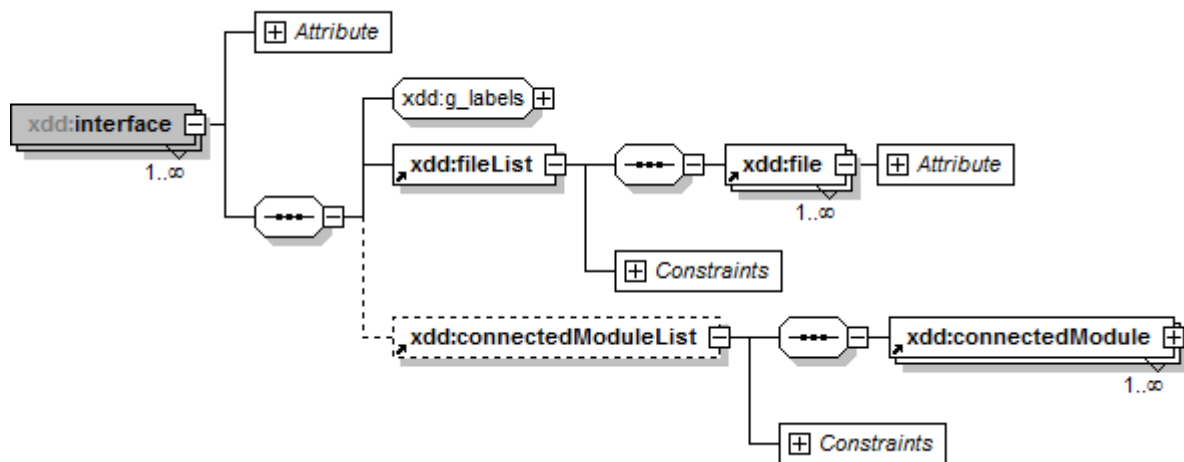 Attribute
xdd:g_labels
xdd:interface
1..∞
xdd:fileList
xdd:file
Attribute
1..∞
Constraints
xdd:connectedModuleList
xdd:connectedModule
1..∞
Constraints